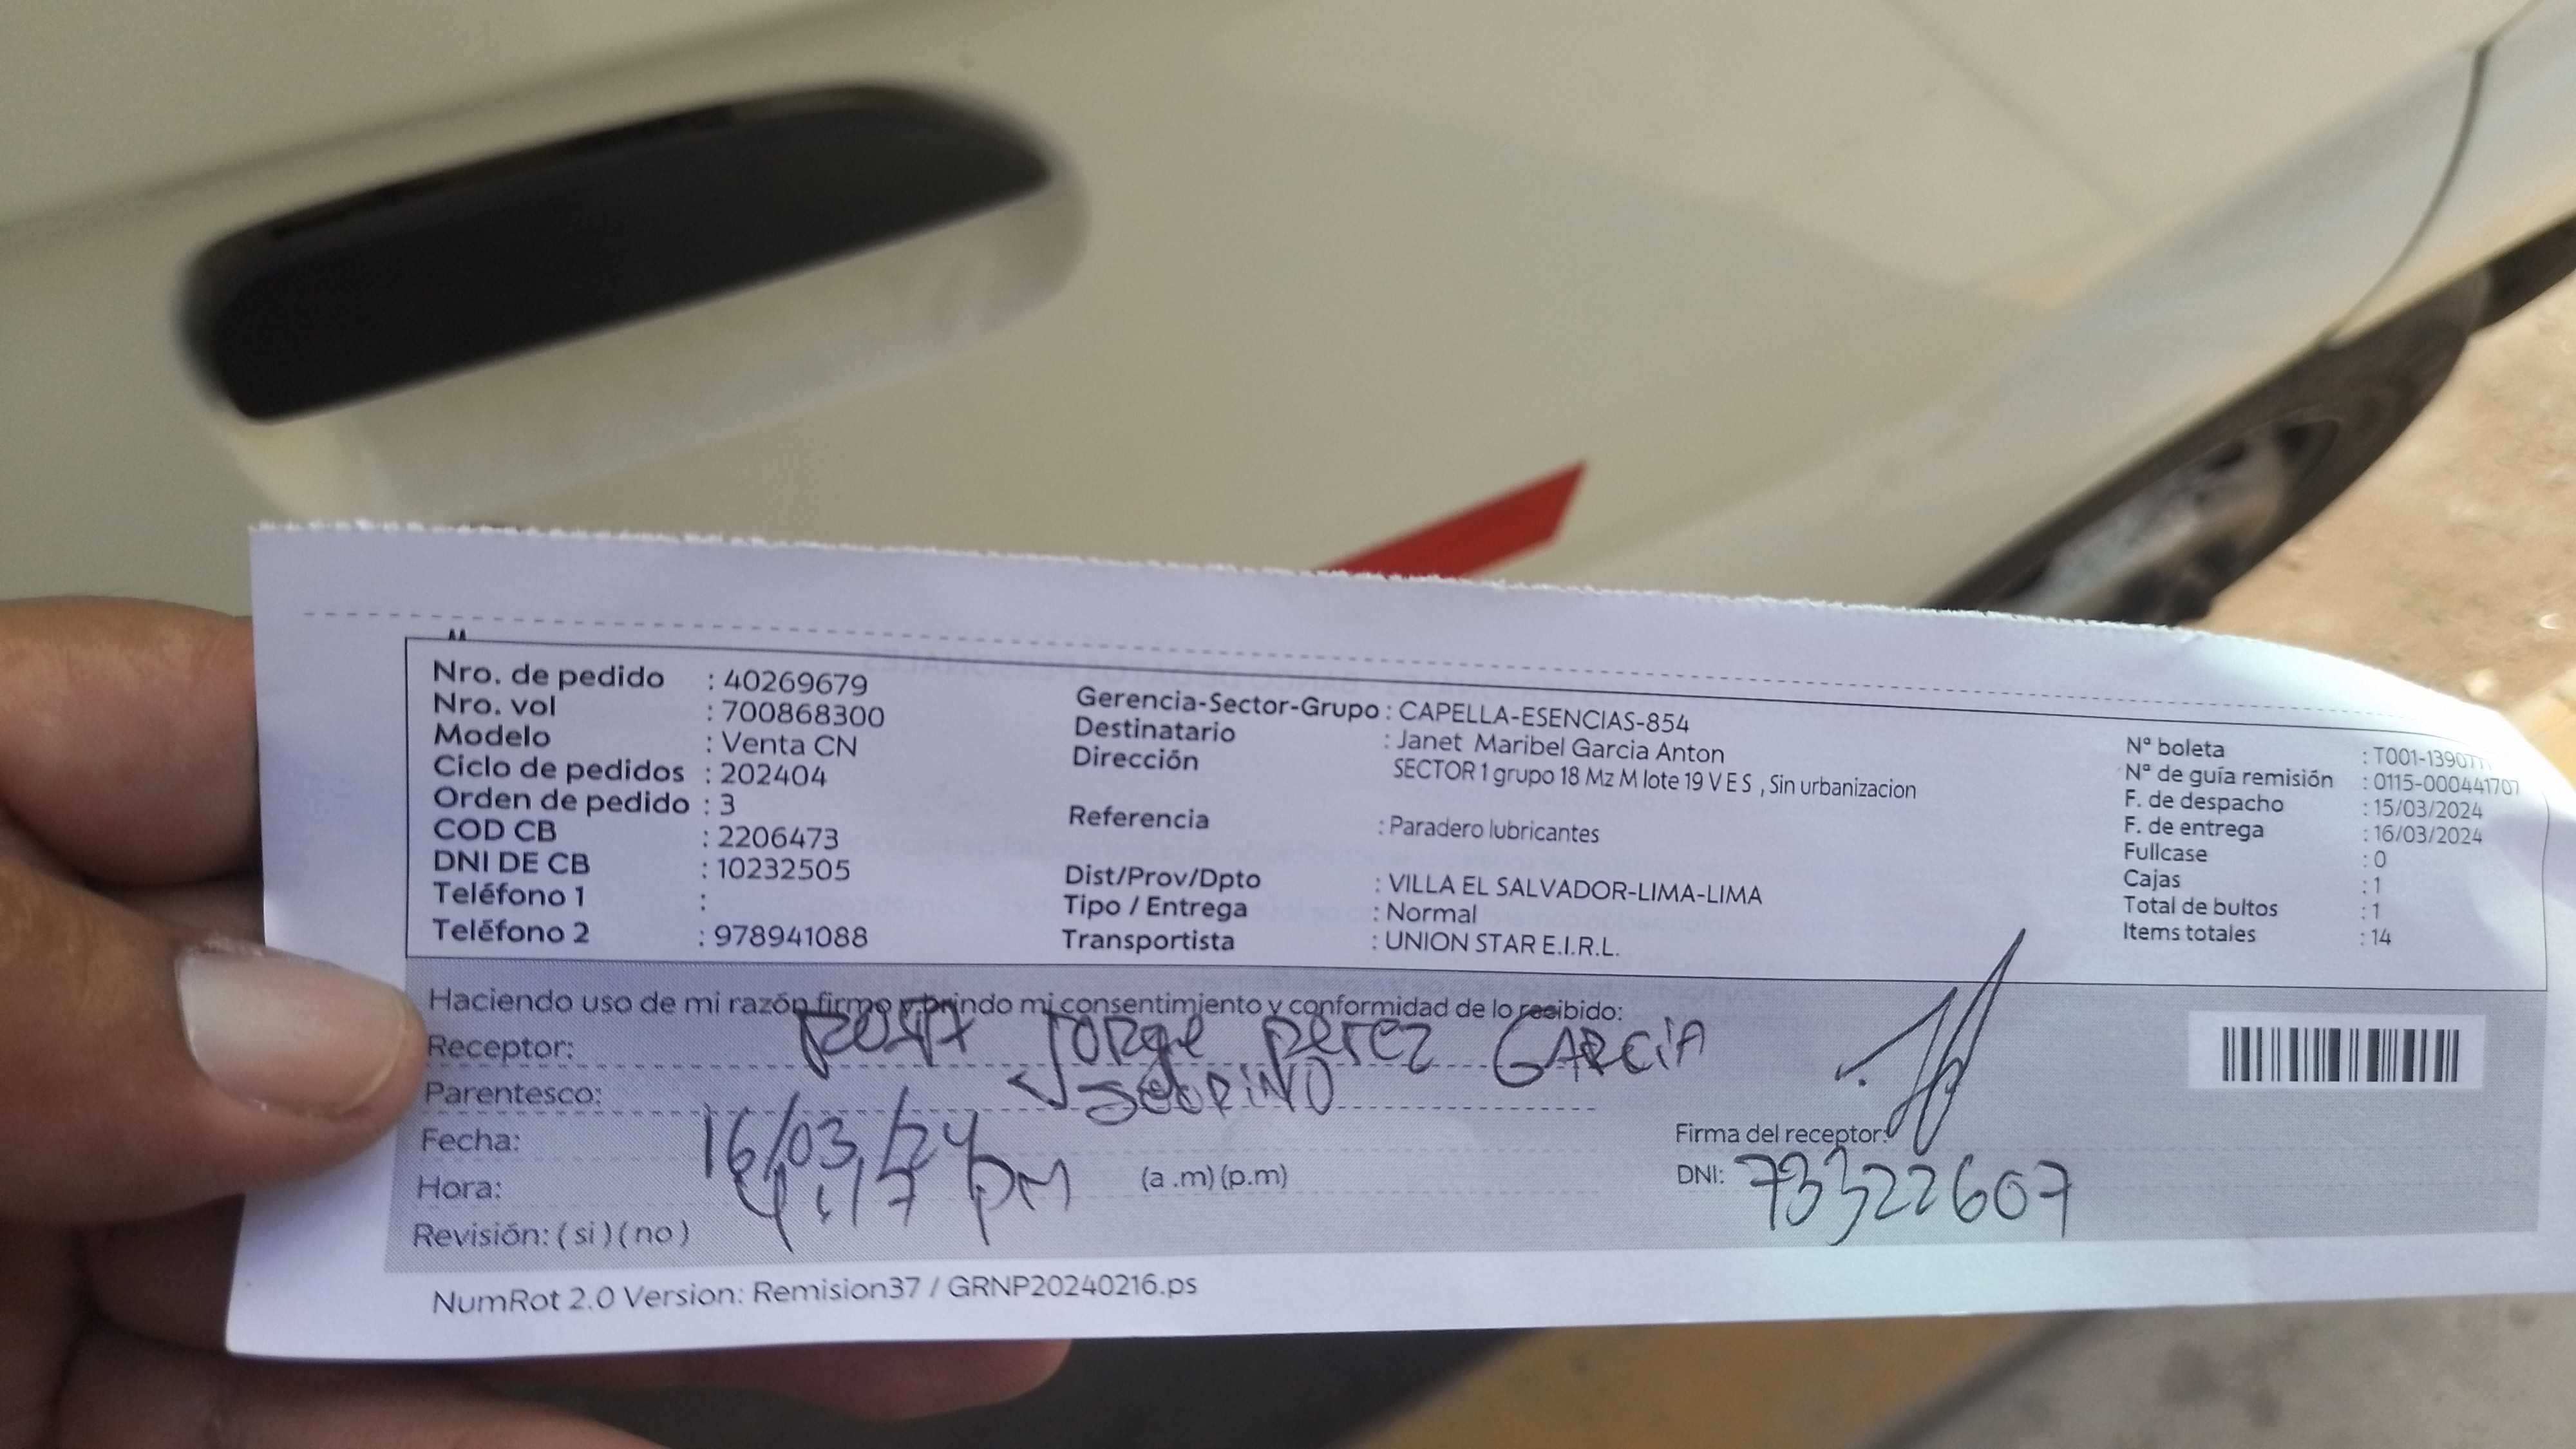 Nro. de pedido : 40269679
Nro. vol : 700868300
Modelo : Venta CN
Ciclo de pedidos : 202404
Orden de pedido : 3
COD CB : 2206473
DNI DE CB : 10232505
Teléfono 1 :
Teléfono 2 : 978941088
Gerencia-Sector-Grupo : CAPELLA-ESENCIAS-854
Destinatario : Janet Maribel Garcia Anton
Dirección SECTOR 1 grupo 18 Mz M lote 19 V E S , Sin urbanizacion
Referencia : Paradero lubricantes
Dist/Prov/Dpto : VILLA EL SALVADOR-LIMA-LIMA
Tipo / Entrega : Normal
Transportista : UNION STAR E.I.R.L.
Nª boleta
Nª de guía remisión : 0115-000441707
F. de despacho : 15/03/2024
F. de entrega : 16/03/2024
Fullcase : 0
Cajas : 1
Total de bultos : 1
Items totales : 14
Haciendo uso de mi razón firmo y brindo mi consentimiento y conformidad de lo recibido:
Receptor: Jorge Perez GARCIA
Parentesco: SOBRINO
Fecha: 16/03/24
Hora: 4:17 PM (a .m) (p.m)
Revisión: ( si ) ( no )
Firma del receptor:
DNI: 73322607
NumRot 2.0 Version: Remision37 / GRNP20240216.ps